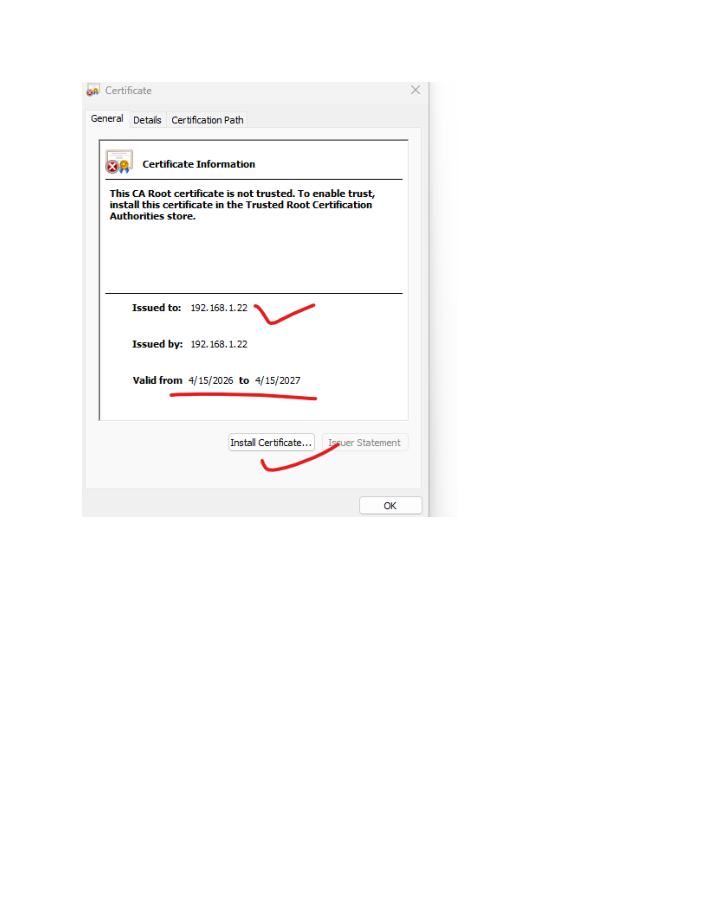 Certificate
General Details Certification Path
Certificate Information
This CA Root certificate is not trusted. To enable trust,
install this certificate in the Trusted Root Certification
Authorities store.
Issued to: 192.168.1.22
Issued by: 192.168.1.22
Valid from 4/15/2026 to 4/15/2027
Install Certificate... Issuer Statement
OK